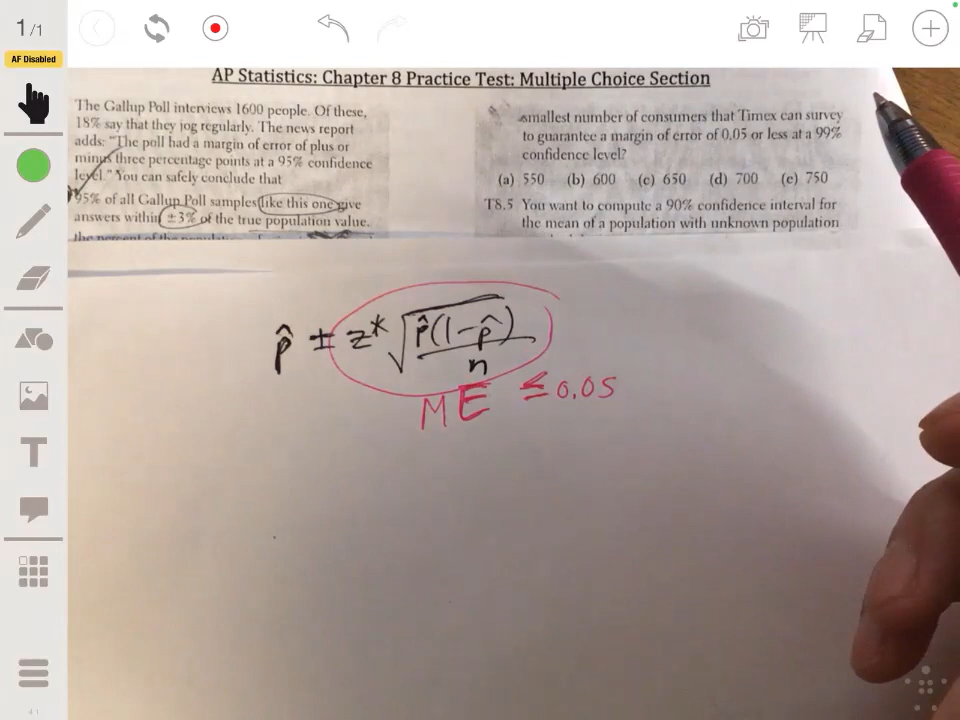 1/1
AF Disabled
AP Statistics: Chapter 8 Practice Test: Multiple Choice Section
The Gallup Poll interviews 1600 people. Of these,
18% say that they jog regularly. The news report
adds: "The poll had a margin of error of plus or
minus three percentage points at a 95% confidence
level." You can safely conclude that
95% of all Gallup Poll samples like this one give
answers within ±3% of the true population value.
the percent of the
smallest number of consumers that Timex can survey
to guarantee a margin of error of 0.05 or less at a 99%
confidence level?
(a) 550 (b) 600 (c) 650 (d) 700 (e) 750
T8.5 You want to compute a 90% confidence interval for
the mean of a population with unknown population
p̂ ± z* √p̂(1-p̂)
n
ME ≤ 0.05
T